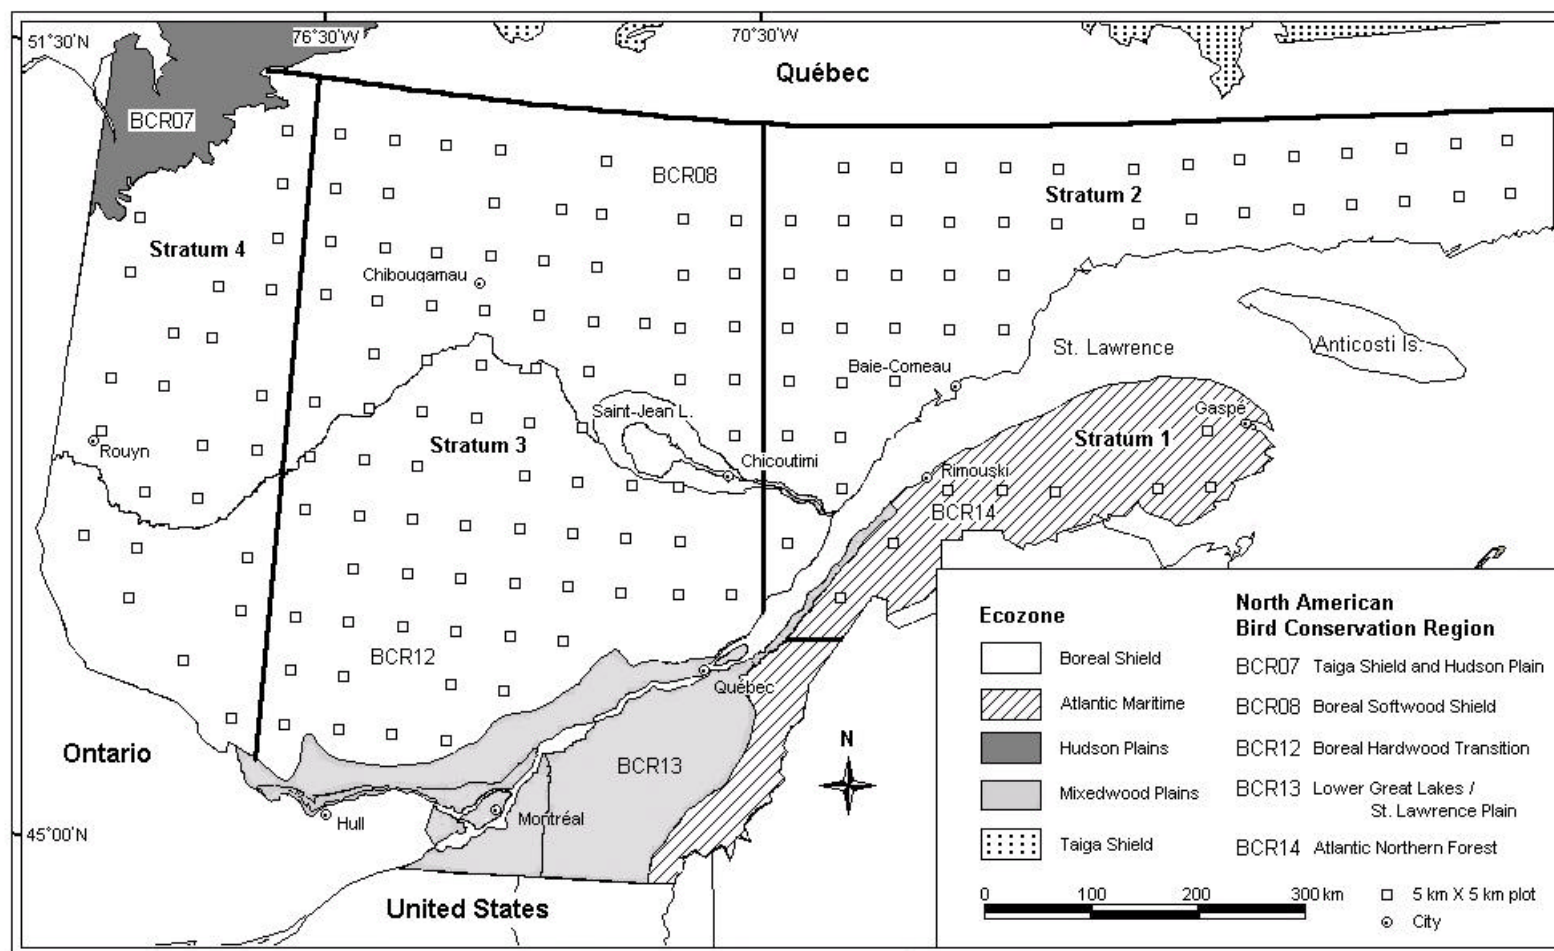 51°30'N
76°30'W
70°30'W
Québec
BCR07
BCR08
Stratum 2
Stratum 4
Chibougamau
St. Lawrence
Anticosti Is.
Baie-Comeau
Saint-Jean L.
Gaspé
Stratum 3
Stratum 1
Rouyn
Chicoutimi
Rimouski
BCR14
BCR12
Québec
Ontario
BCR13
N
Montréal
Hull
45°00'N
United States
Ecozone
Boreal Shield
Atlantic Maritime
Hudson Plains
Mixedwood Plains
Taiga Shield
North American
Bird Conservation Region
BCR07 Taiga Shield and Hudson Plain
BCR08 Boreal Softwood Shield
BCR12 Boreal Hardwood Transition
BCR13 Lower Great Lakes /
St. Lawrence Plain
BCR14 Atlantic Northern Forest
0 100 200 300 km
5 km X 5 km plot
City